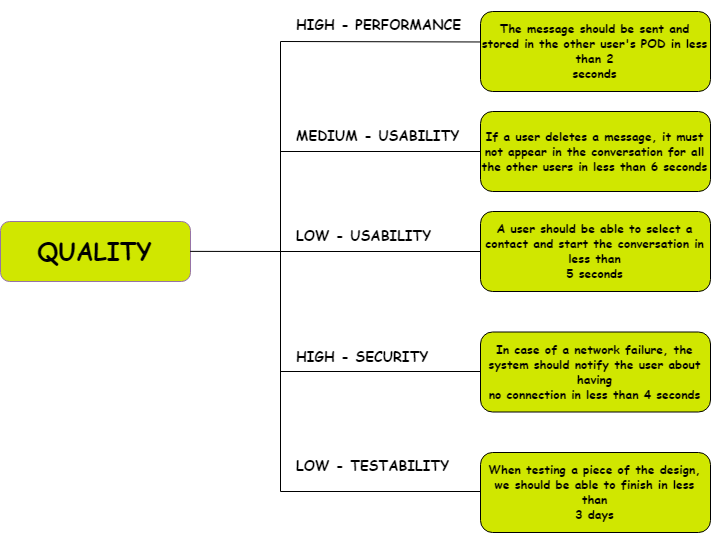 HIGH - PERFORMANCE
The message should be sent and
stored in the other user's POD in less
than 2
seconds
MEDIUM - USABILITY
If a user deletes a message, it must
not appear in the conversation for all
the other users in less than 6 seconds
LOW - USABILITY
A user should be able to select a
contact and start the conversation in
less than
5 seconds
QUALITY
HIGH - SECURITY
In case of a network failure, the
system should notify the user about
having
no connection in less than 4 seconds
LOW - TESTABILITY
When testing a piece of the design,
we should be able to finish in less
than
3 days